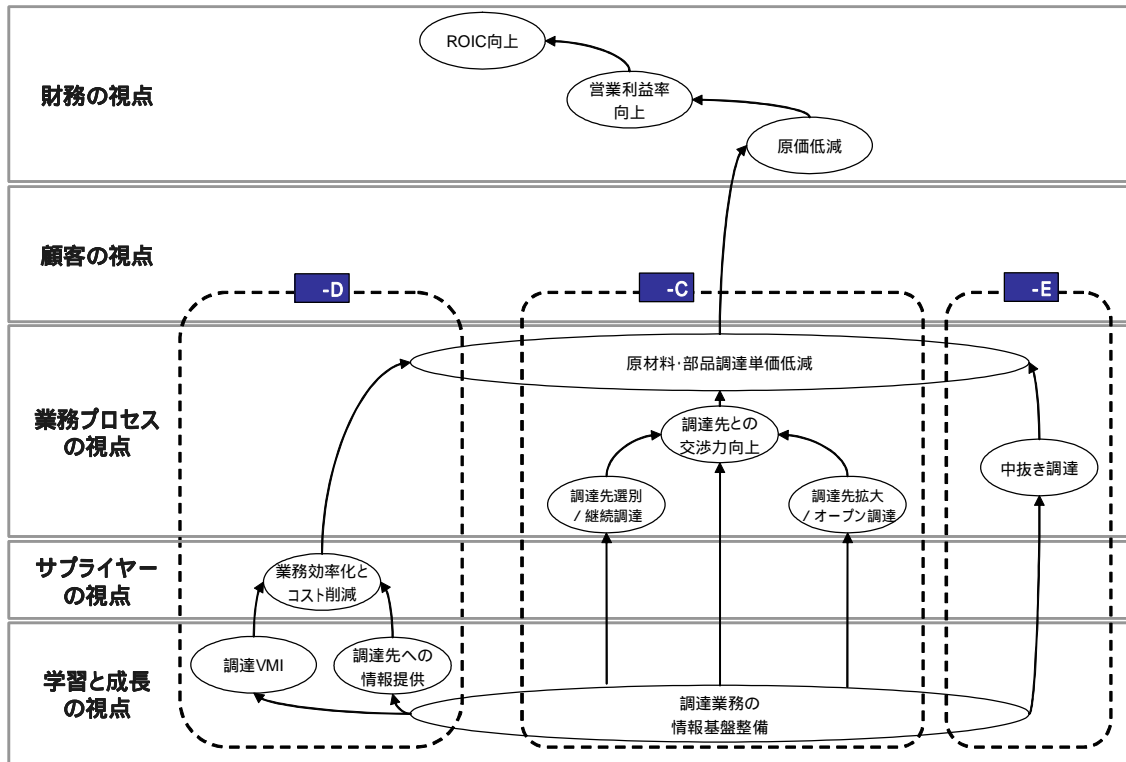 ROIC向上
財務の視点
営業利益率
向上
原価低減
顧客の視点
-D
-C
-E
原材料・部品調達単価低減
業務プロセス
の視点
調達先との
交渉力向上
中抜き調達
調達先選別
/ 継続調達
調達先拡大
/ オープン調達
サプライヤー
の視点
業務効率化と
コスト削減
学習と成長
の視点
調達VMI
調達先への
情報提供
調達業務の
情報基盤整備